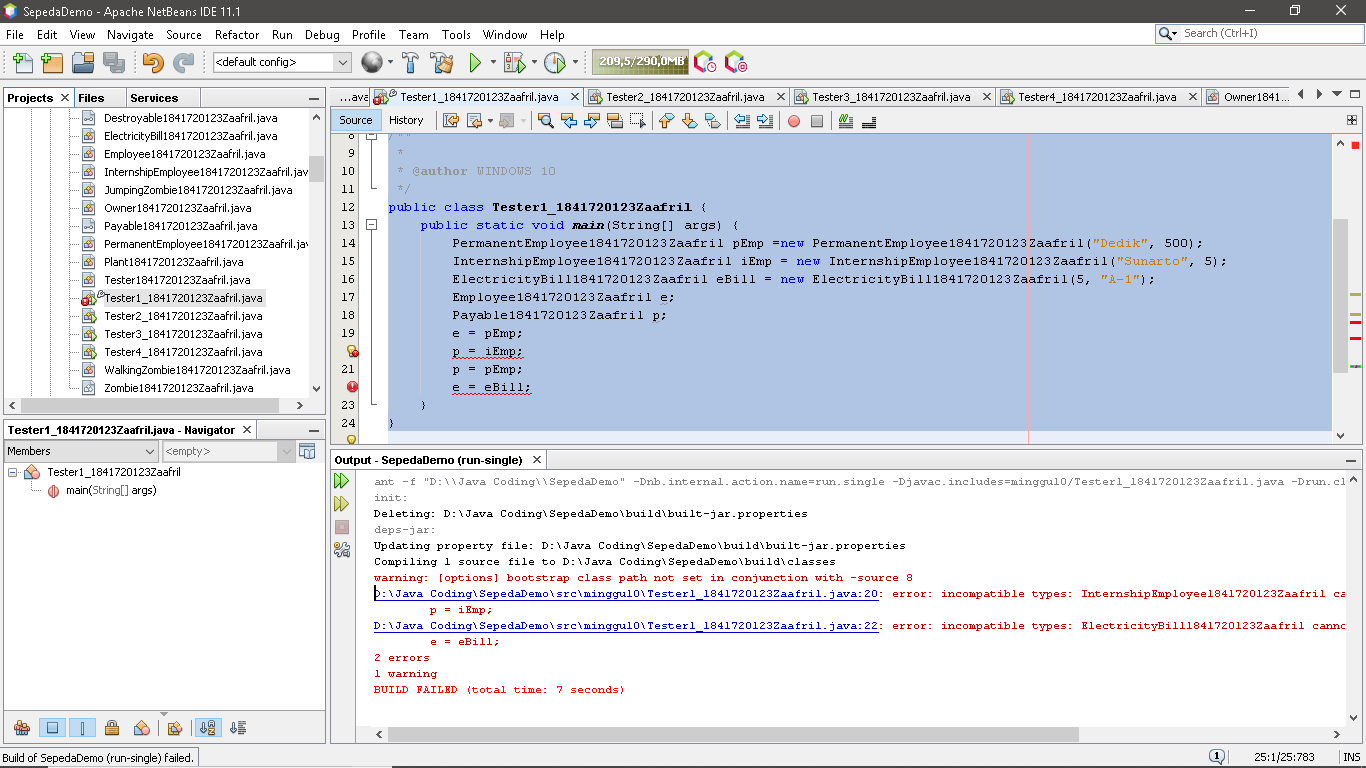 SepedaDemo - Apache NetBeans IDE 11.1
File Edit View Navigate Source Refactor Run Debug Profile Team Tools Window Help
Search (Ctrl+I)
<default config>
209,5/290,0MB
Projects Files Services
Destroyable1841720123Zaafril.java
ElectricityBill1841720123Zaafril.java
Employee1841720123Zaafril.java
InternshipEmployee1841720123Zaafril.java
JumpingZombie1841720123Zaafril.java
Owner1841720123Zaafril.java
Payable1841720123Zaafril.java
PermanentEmployee1841720123Zaafril.jav
Plant1841720123Zaafril.java
Tester1841720123Zaafril.java
Tester1_1841720123Zaafril.java
Tester2_1841720123Zaafril.java
Tester3_1841720123Zaafril.java
Tester4_1841720123Zaafril.java
WalkingZombie1841720123Zaafril.java
Zombie1841720123Zaafril.java
Tester1_1841720123Zaafril.java - Navigator
Members <empty>
Tester1_1841720123Zaafril
main(String[] args)
...ava Tester1_1841720123Zaafril.java Tester2_1841720123Zaafril.java Tester3_1841720123Zaafril.java Tester4_1841720123Zaafril.java Owner1841...
Source History
8 /**
9 *
10 * @author WINDOWS 10
11 */
12 public class Tester1_1841720123Zaafril {
13 public static void main(String[] args) {
14 PermanentEmployee1841720123Zaafril pEmp =new PermanentEmployee1841720123Zaafril("Dedik", 500);
15 InternshipEmployee1841720123Zaafril iEmp = new InternshipEmployee1841720123Zaafril("Sunarto", 5);
16 ElectricityBill1841720123Zaafril eBill = new ElectricityBill1841720123Zaafril(5, "A-1");
17 Employee1841720123Zaafril e;
18 Payable1841720123Zaafril p;
19 e = pEmp;
p = iEmp;
21 p = pEmp;
e = eBill;
23 }
24 }
Output - SepedaDemo (run-single)
ant -f "D:\\Java Coding\\SepedaDemo" -Dnb.internal.action.name=run.single -Djavac.includes=minggu10/Tester1_1841720123Zaafril.java -Drun.cl
init:
Deleting: D:\Java Coding\SepedaDemo\build\built-jar.properties
deps-jar:
Updating property file: D:\Java Coding\SepedaDemo\build\built-jar.properties
Compiling 1 source file to D:\Java Coding\SepedaDemo\build\classes
warning: [options] bootstrap class path not set in conjunction with -source 8
D:\Java Coding\SepedaDemo\src\minggu10\Tester1_1841720123Zaafril.java:20: error: incompatible types: InternshipEmployee1841720123Zaafril ca
p = iEmp;
D:\Java Coding\SepedaDemo\src\minggu10\Tester1_1841720123Zaafril.java:22: error: incompatible types: ElectricityBill1841720123Zaafril canno
e = eBill;
2 errors
1 warning
BUILD FAILED (total time: 7 seconds)
Build of SepedaDemo (run-single) failed.
1 25:1/25:783 INS